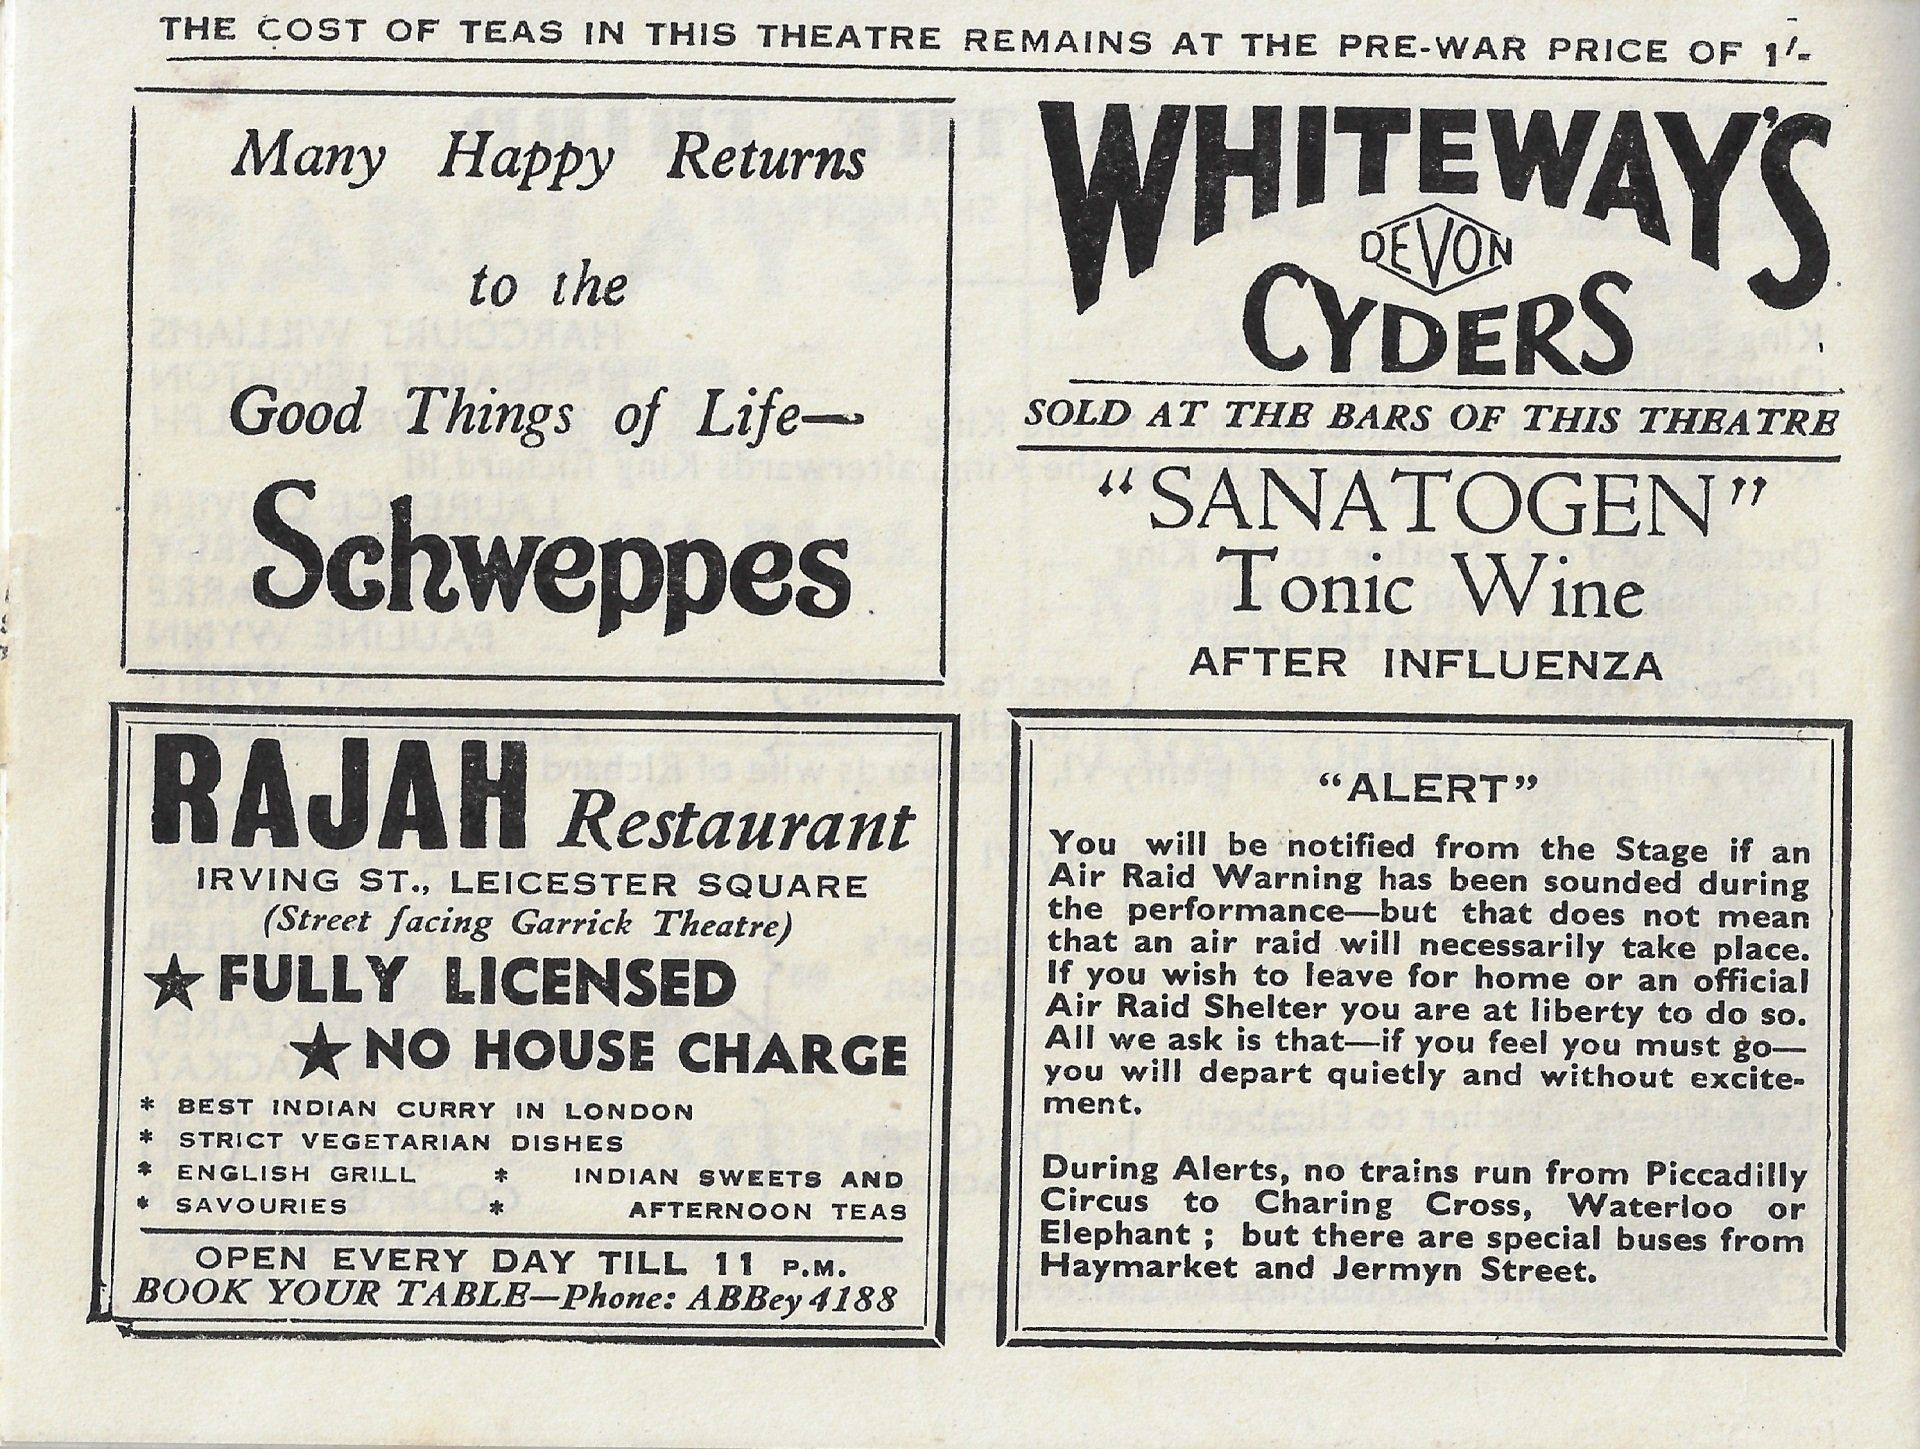 THE COST OF TEAS IN THIS THEATRE REMAINS AT THE PRE-WAR PRICE OF 1/-
Many Happy Returns
to the
Good Things of Life—
Schweppes
WHITEWAY'S
DEVON
CYDERS
SOLD AT THE BARS OF THIS THEATRE
"SANATOGEN"
Tonic Wine
AFTER INFLUENZA
RAJAH Restaurant
IRVING ST., LEICESTER SQUARE
(Street facing Garrick Theatre)
★ FULLY LICENSED
★ NO HOUSE CHARGE
* BEST INDIAN CURRY IN LONDON
* STRICT VEGETARIAN DISHES
* ENGLISH GRILL * INDIAN SWEETS AND
* SAVOURIES * AFTERNOON TEAS
OPEN EVERY DAY TILL 11 P.M.
BOOK YOUR TABLE—Phone: ABBey 4188
"ALERT"
You will be notified from the Stage if an
Air Raid Warning has been sounded during
the performance—but that does not mean
that an air raid will necessarily take place.
If you wish to leave for home or an official
Air Raid Shelter you are at liberty to do so.
All we ask is that—if you feel you must go—
you will depart quietly and without excite-
ment.
During Alerts, no trains run from Piccadilly
Circus to Charing Cross, Waterloo or
Elephant ; but there are special buses from
Haymarket and Jermyn Street.